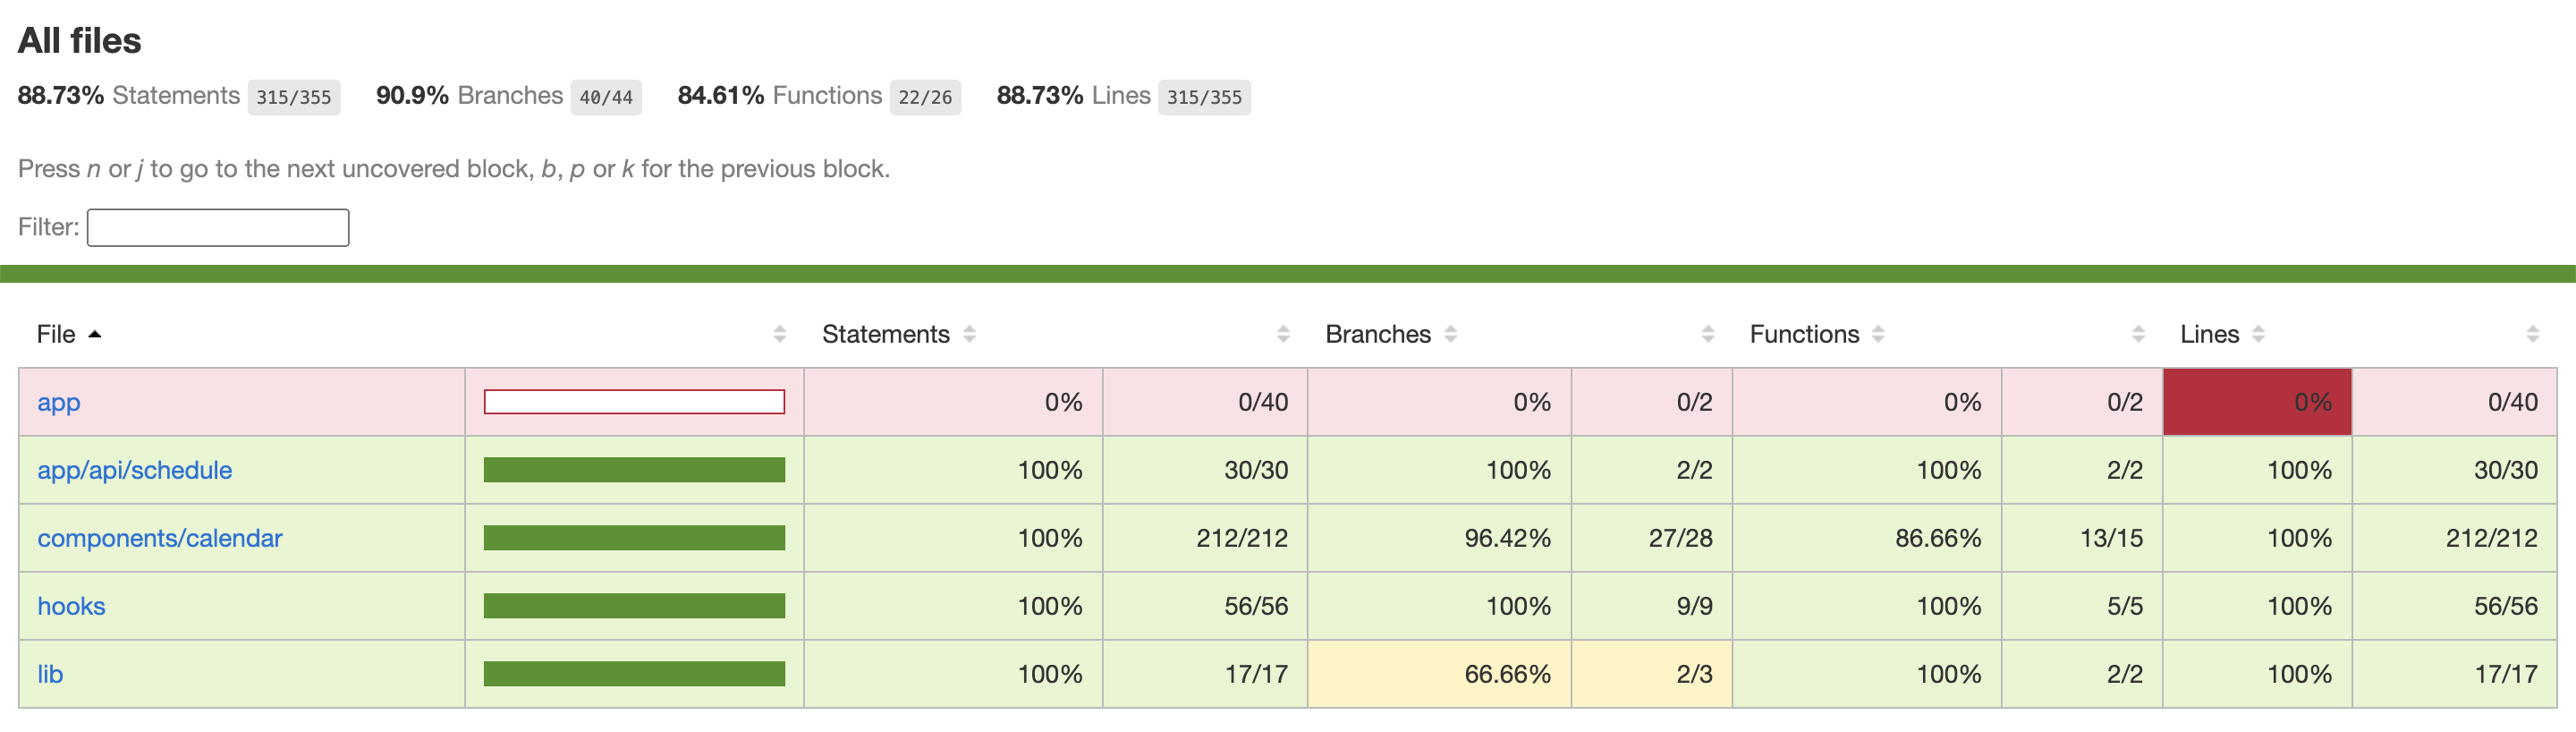 All files
88.73% Statements 315/355 90.9% Branches 40/44 84.61% Functions 22/26 88.73% Lines 315/355
Press n or j to go to the next uncovered block, b, p or k for the previous block.
Filter:
File Statements Branches Functions Lines
app 0% 0/40 0% 0/2 0% 0/2 0% 0/40
app/api/schedule 100% 30/30 100% 2/2 100% 2/2 100% 30/30
components/calendar 100% 212/212 96.42% 27/28 86.66% 13/15 100% 212/212
hooks 100% 56/56 100% 9/9 100% 5/5 100% 56/56
lib 100% 17/17 66.66% 2/3 100% 2/2 100% 17/17